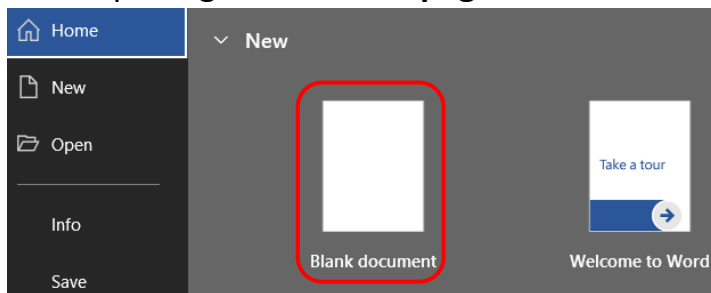 Home
New
New
Open
Take a tour
Info
Blank document
Welcome to Word
Save